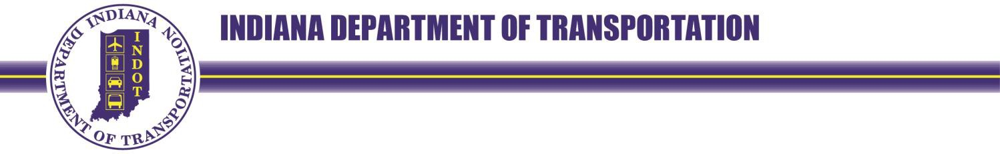 INDIANA DEPARTMENT OF TRANSPORTATION
INDIANA
DEPARTMENT OF TRANSPORTATION
INDOT